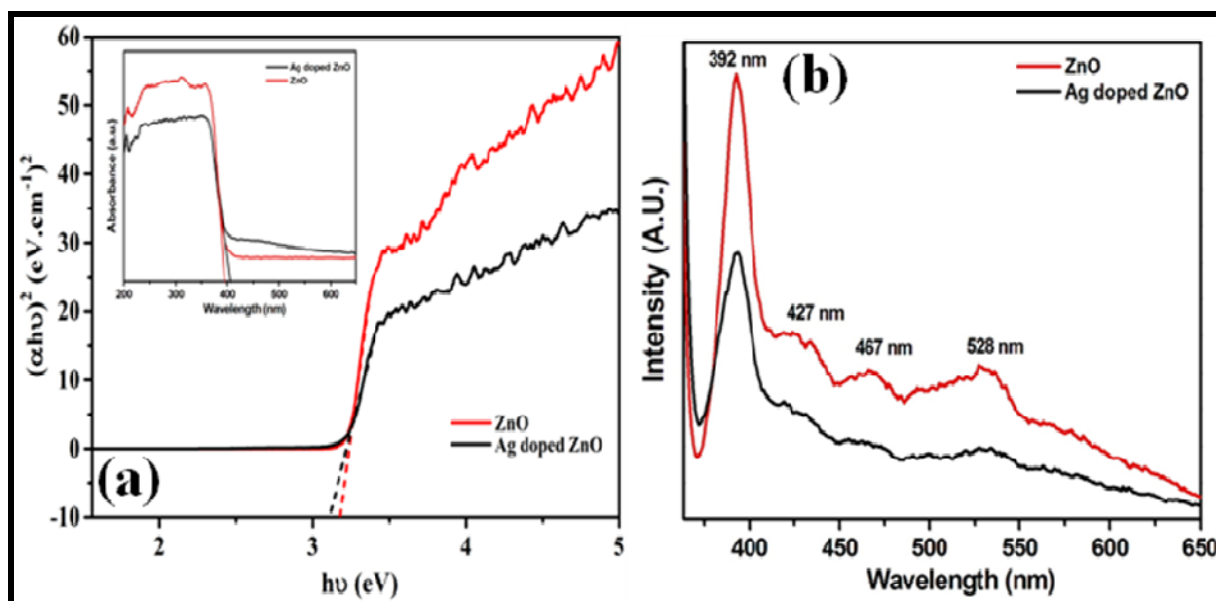 (a)
(αhυ)² (eV.cm⁻¹)²
60
50
40
30
20
10
0
-10
2
3
4
5
hυ (eV)
ZnO
Ag doped ZnO
Absorbance (a.u.)
Ag doped ZnO
ZnO
200
300
400
500
600
Wavelength (nm)
(b)
Intensity (A.U.)
392 nm
427 nm
467 nm
528 nm
ZnO
Ag doped ZnO
400
450
500
550
600
650
Wavelength (nm)